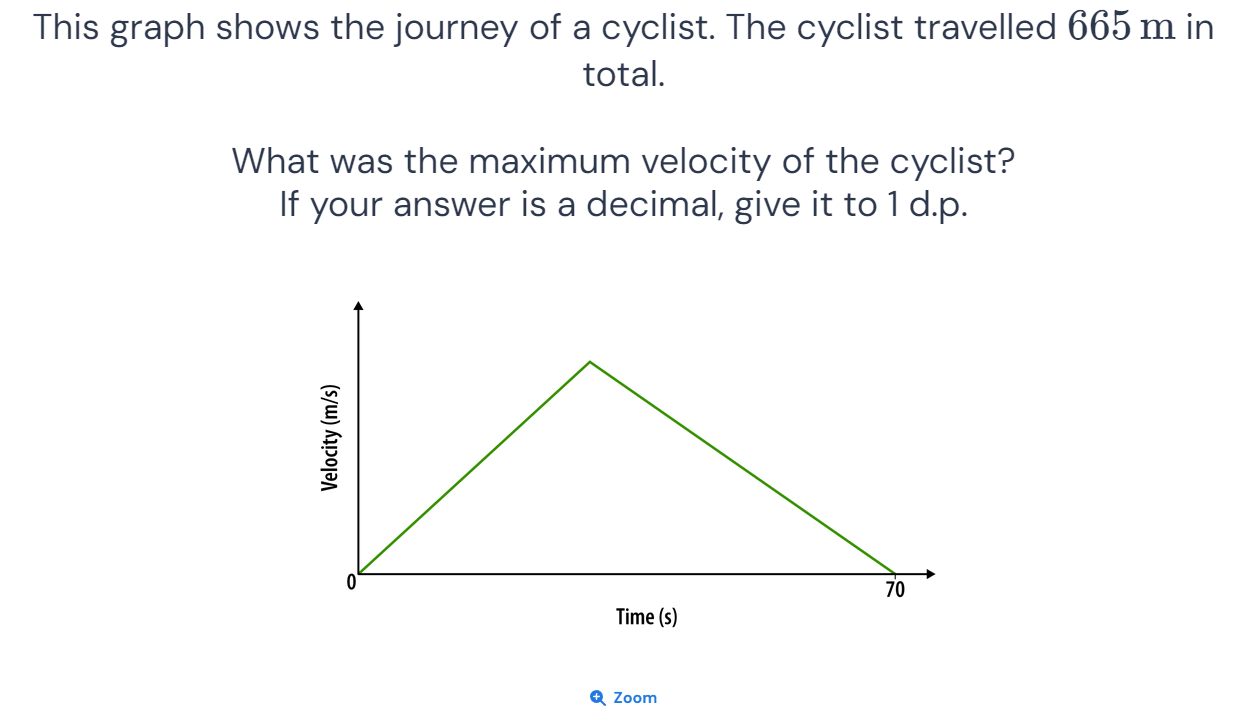 This graph shows the journey of a cyclist. The cyclist travelled 665 m in
total.
What was the maximum velocity of the cyclist?
If your answer is a decimal, give it to 1 d.p.
Velocity (m/s)
0
70
Time (s)
Zoom